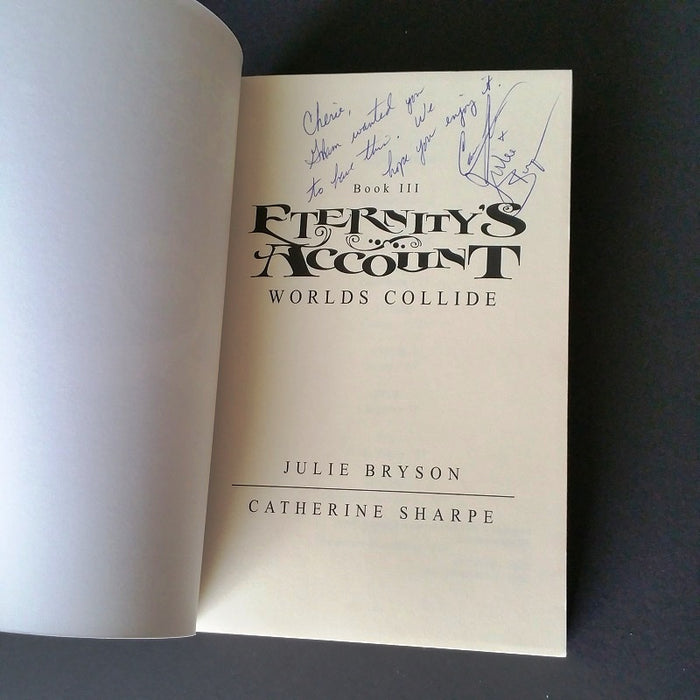 Cherie,
wanted you
to have this. We
hope you enjoy it.
Julie
Book III
ETERNITY'S
ACCOUNT
WORLDS COLLIDE
JULIE BRYSON
CATHERINE SHARPE